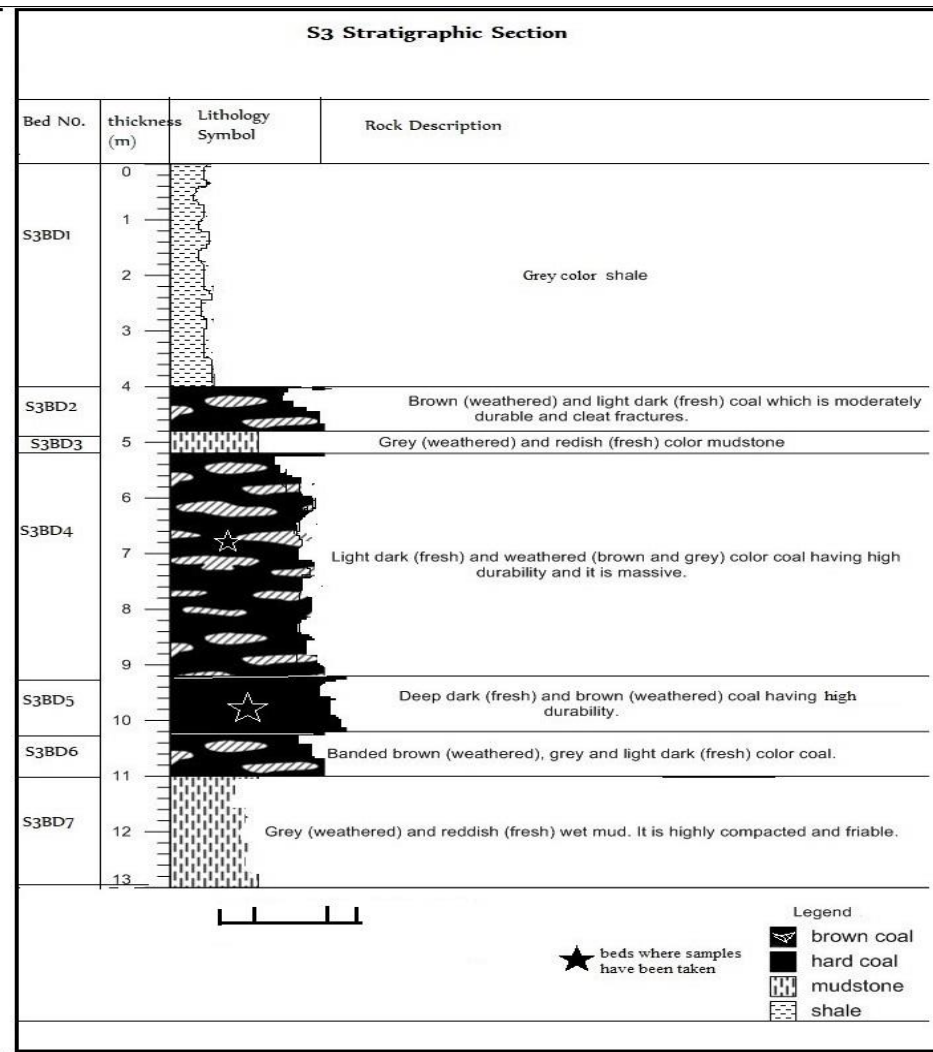 S3 Stratigraphic Section
Bed N0.
thickness
(m)
Lithology
Symbol
Rock Description
0
1
2
3
4
5
6
7
8
9
10
11
12
13
S3BD1
Grey color shale
S3BD2
Brown (weathered) and light dark (fresh) coal which is moderately
durable and cleat fractures.
S3BD3
Grey (weathered) and redish (fresh) color mudstone
S3BD4
Light dark (fresh) and weathered (brown and grey) color coal having high
durability and it is massive.
S3BD5
Deep dark (fresh) and brown (weathered) coal having high
durability.
S3BD6
Banded brown (weathered), grey and light dark (fresh) color coal.
S3BD7
Grey (weathered) and reddish (fresh) wet mud. It is highly compacted and friable.
beds where samples
have been taken
Legend
brown coal
hard coal
mudstone
shale